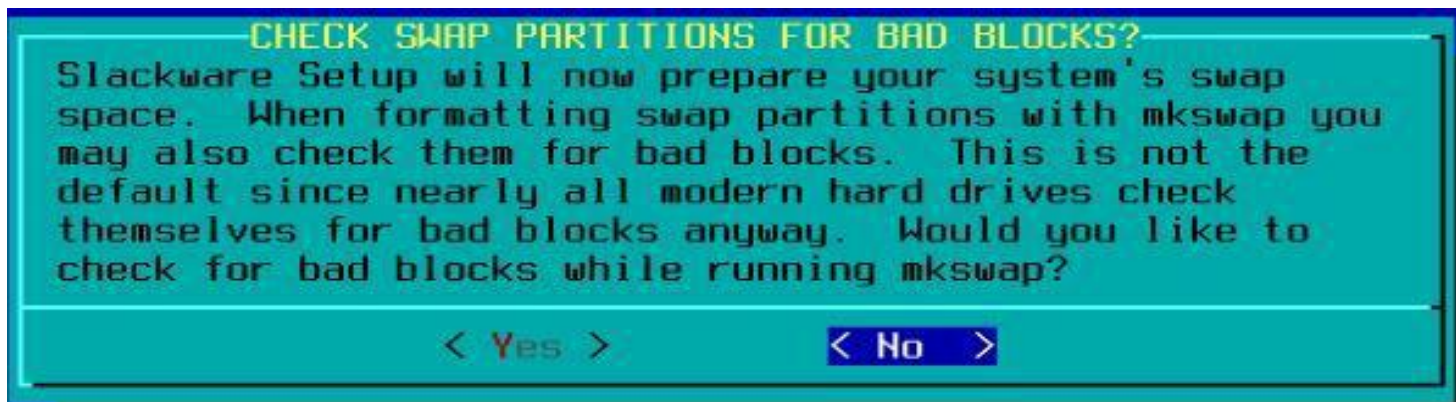 CHECK SWAP PARTITIONS FOR BAD BLOCKS?
Slackware Setup will now prepare your system's swap
space.  When formatting swap partitions with mkswap you
may also check them for bad blocks.  This is not the
default since nearly all modern hard drives check
themselves for bad blocks anyway.  Would you like to
check for bad blocks while running mkswap?
< Yes > < No >